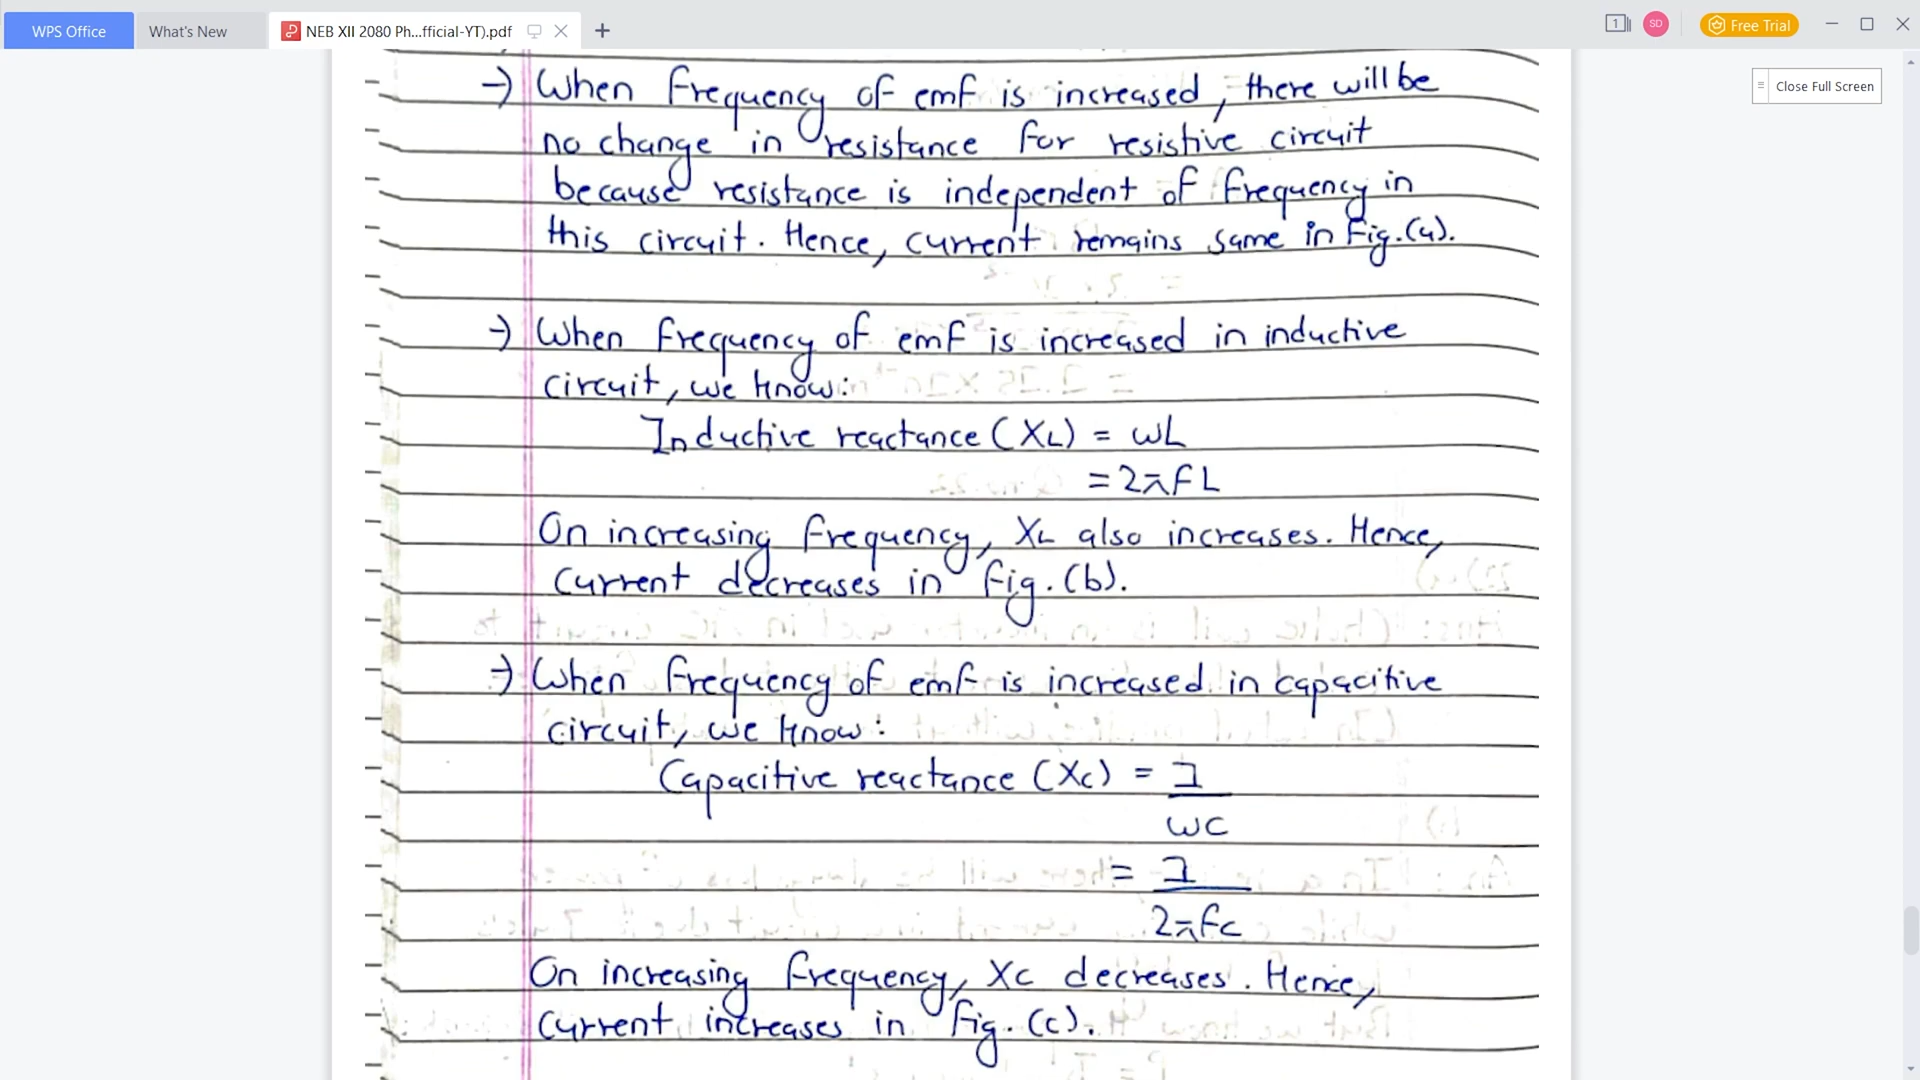 WPS Office
What's New
NEB XII 2080 Ph...fficial-YT).pdf
1
SD
Free Trial
Close Full Screen
→) When frequency of emf is increased, there will be
no change in resistance for resistive circuit
because resistance is independent of frequency in
this circuit. Hence, current remains same in Fig.(a).
→) When frequency of emf is increased in inductive
circuit, we know:
Inductive reactance (XL) = wL
= 2πfL
On increasing frequency, XL also increases. Hence,
current decreases in fig.(b).
→) When frequency of emf is increased in capacitive
circuit, we know:
Capacitive reactance (Xc) = 1
wc
= 1
2πfc
On increasing frequency, Xc decreases. Hence,
current increases in fig. (c).